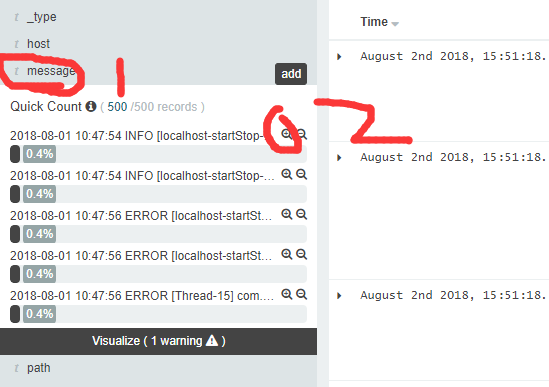 t _type
t host
t message
add
Quick Count ( 500 /500 records )
2018-08-01 10:47:54 INFO [localhost-startStop-
0.4%
2018-08-01 10:47:54 INFO [localhost-startStop-...
0.4%
2018-08-01 10:47:56 ERROR [localhost-startSt...
0.4%
2018-08-01 10:47:56 ERROR [localhost-startSt...
0.4%
2018-08-01 10:47:56 ERROR [Thread-15] com....
0.4%
Visualize ( 1 warning )
t path
1
2
Time
August 2nd 2018, 15:51:18.
August 2nd 2018, 15:51:18.
August 2nd 2018, 15:51:18.